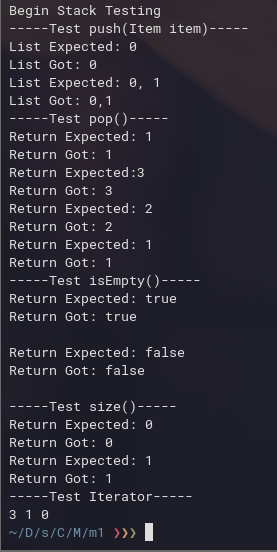 Begin Stack Testing
-----Test push(Item item)-----
List Expected: 0
List Got: 0
List Expected: 0, 1
List Got: 0,1
-----Test pop()-----
Return Expected: 1
Return Got: 1
Return Expected:3
Return Got: 3
Return Expected: 2
Return Got: 2
Return Expected: 1
Return Got: 1
-----Test isEmpty()-----
Return Expected: true
Return Got: true
Return Expected: false
Return Got: false
-----Test size()-----
Return Expected: 0
Return Got: 0
Return Expected: 1
Return Got: 1
-----Test Iterator-----
3 1 0
~/D/s/C/M/m1 ❯❯❯